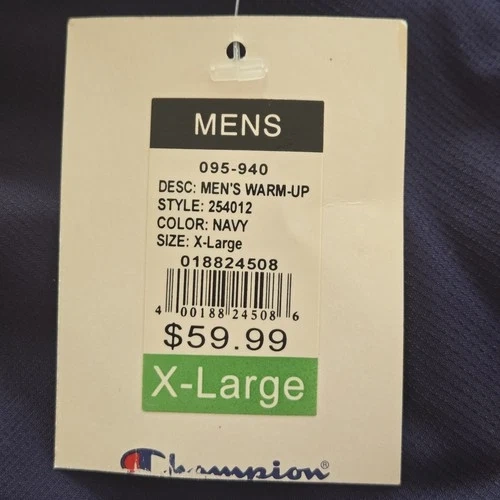 MENS
095-940
DESC: MEN'S WARM-UP
STYLE: 254012
COLOR: NAVY
SIZE: X-Large
018824508
4 00188 24508 6
$59.99
X-Large
Champion®